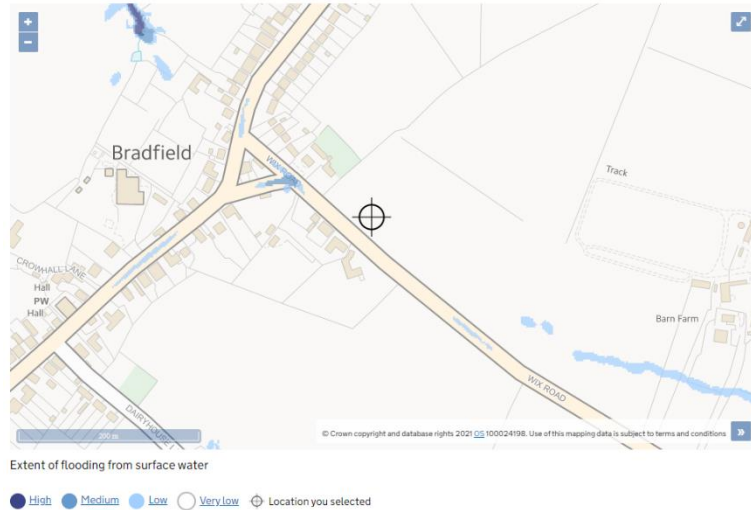 +
−
WIX ROAD
Bradfield
Track
CROWHALL LANE
Hall
PW
Hall
Barn Farm
WIX ROAD
200 m
© Crown copyright and database rights 2021 OS 100024198. Use of this mapping data is subject to terms and conditions
»
Extent of flooding from surface water
High Medium Low Very low Location you selected